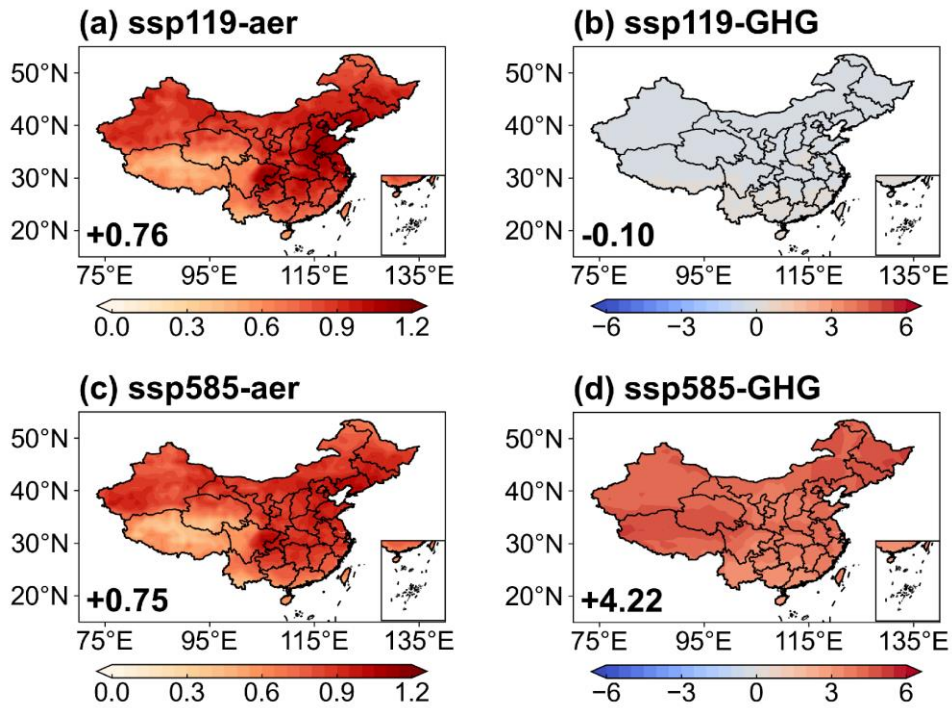 (a) ssp119-aer
50°N
40°N
30°N
20°N
+0.76
75°E 95°E 115°E 135°E
0.0 0.3 0.6 0.9 1.2
(b) ssp119-GHG
50°N
40°N
30°N
20°N
-0.10
75°E 95°E 115°E 135°E
−6 −3 0 3 6
(c) ssp585-aer
50°N
40°N
30°N
20°N
+0.75
75°E 95°E 115°E 135°E
0.0 0.3 0.6 0.9 1.2
(d) ssp585-GHG
50°N
40°N
30°N
20°N
+4.22
75°E 95°E 115°E 135°E
−6 −3 0 3 6